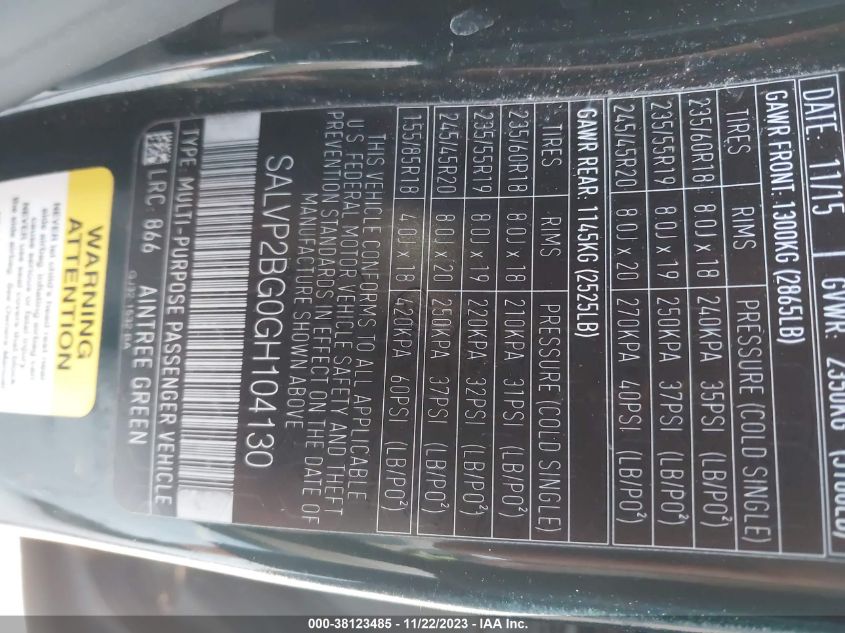 DATE: 11/15 GVWR: 2350KG
GAWR FRONT: 1300KG (2865LB)
TIRES RIMS PRESSURE (COLD SINGLE)
235/60R18 8.0J x 18 240KPA 35PSI (LB/PO²)
235/55R19 8.0J x 19 250KPA 37PSI (LB/PO²)
245/45R20 8.0J x 20 270KPA 40PSI (LB/PO²)
GAWR REAR: 1145KG (2525LB)
TIRES RIMS PRESSURE (COLD SINGLE)
235/60R18 8.0J x 18 210KPA 31PSI (LB/PO²)
235/55R19 8.0J x 19 220KPA 32PSI (LB/PO²)
245/45R20 8.0J x 20 250KPA 37PSI (LB/PO²)
155/85R18 4.0J x 18 420KPA 60PSI (LB/PO²)
THIS VEHICLE CONFORMS TO ALL APPLICABLE
U.S. FEDERAL MOTOR VEHICLE SAFETY AND THEFT
PREVENTION STANDARDS IN EFFECT ON THE DATE OF
MANUFACTURE SHOWN ABOVE
SALVP2BG0GH104130
TYPE: MULTI-PURPOSE PASSENGER VEHICLE
LRC: 866 AINTREE GREEN
WARNING
AVERTISSEMENT
000-38123485 - 11/22/2023 - IAA Inc.